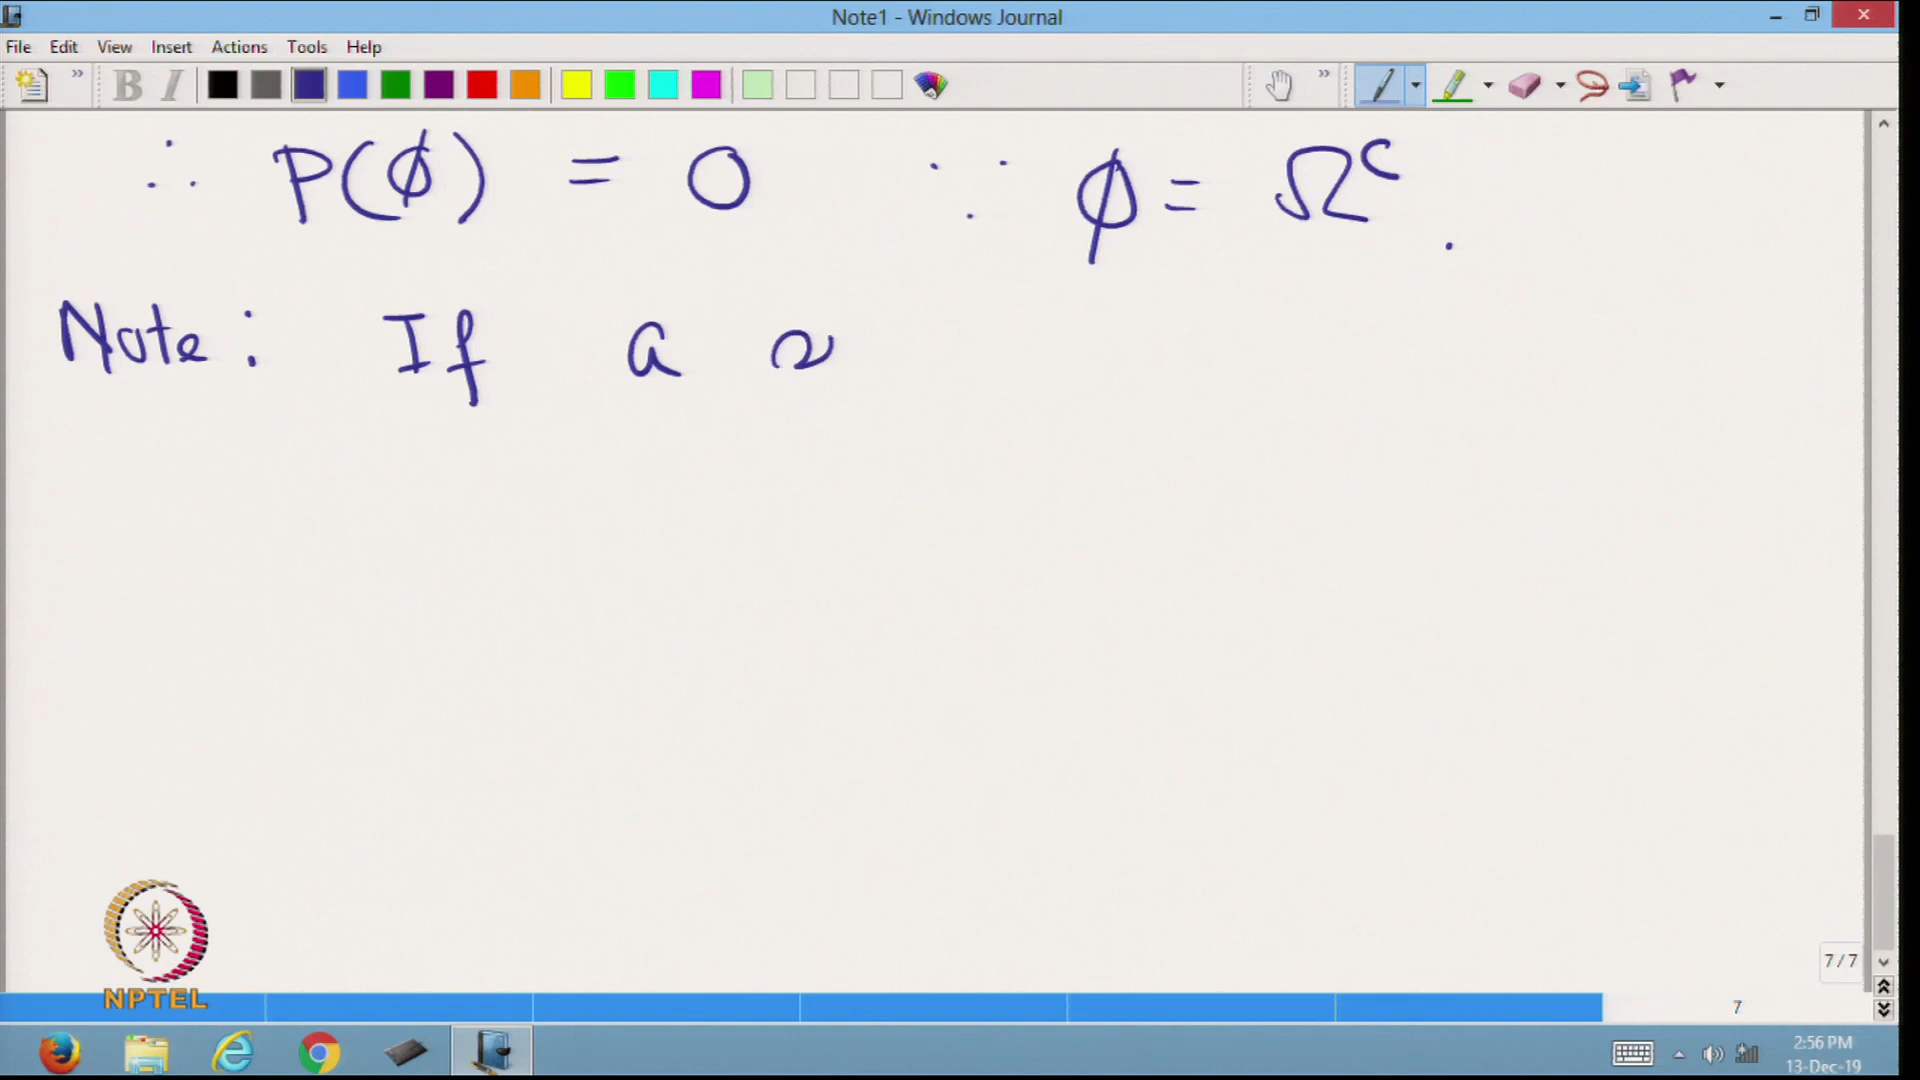 Note1 - Windows Journal
File Edit View Insert Actions Tools Help
B I
∴ P(φ) = 0 ∵ φ = Ω^c .
Note : If a
7 / 7
NPTEL
7
2:56 PM
13-Dec-19